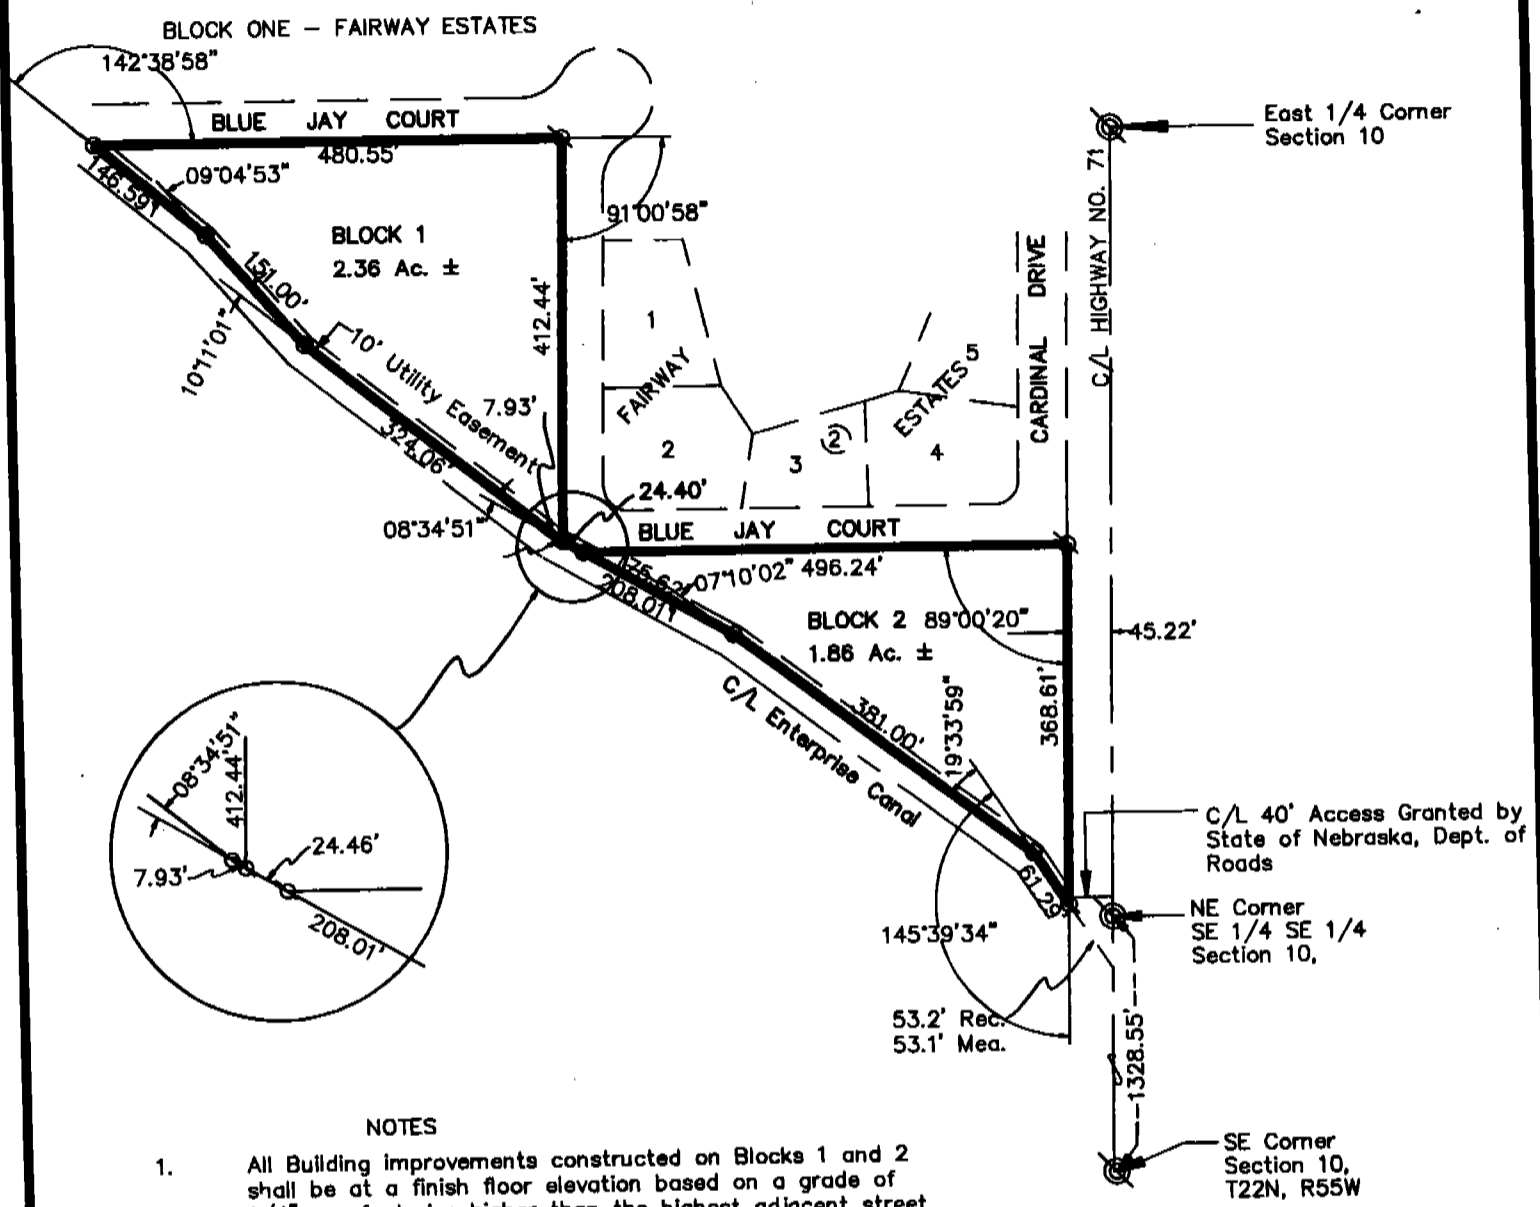 BLOCK ONE – FAIRWAY ESTATES
142°38'58"
BLUE JAY COURT
480.55'
East 1/4 Corner
Section 10
146.59'
09°04'53"
91°00'58"
BLOCK 1
2.36 Ac. ±
151.00'
10°11'01"
10' Utility Easement
412.44'
7.93'
324.06'
08°34'51"
24.40'
1
FAIRWAY
2
3
2
ESTATES
5
4
CARDINAL DRIVE
C/L HIGHWAY NO. 71
BLUE JAY COURT
175.62'
07°10'02"
496.24'
208.01'
BLOCK 2
89°00'20"
1.86 Ac. ±
45.22'
368.61'
C/L Enterprise Canal
381.00'
19°33'59"
08°34'51"
412.44'
24.46'
7.93'
208.01'
C/L 40' Access Granted by
State of Nebraska, Dept. of
Roads
61.29'
NE Corner
SE 1/4 SE 1/4
Section 10,
145°39'34"
53.2' Rec.
53.1' Mea.
1328.55'
SE Corner
Section 10,
T22N, R55W
NOTES
1. All Building improvements constructed on Blocks 1 and 2
shall be at a finish floor elevation based on a grade of
higher than the highest adjacent street